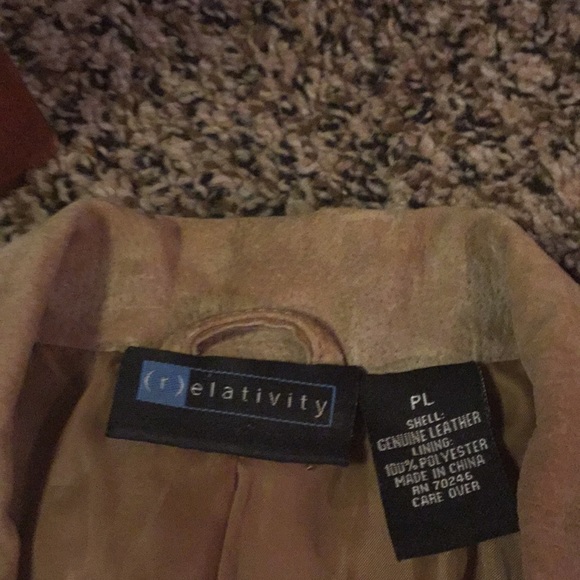 (r)elativity
PL
SHELL:
GENUINE LEATHER
LINING:
100% POLYESTER
MADE IN CHINA
RN 70246
CARE OVER